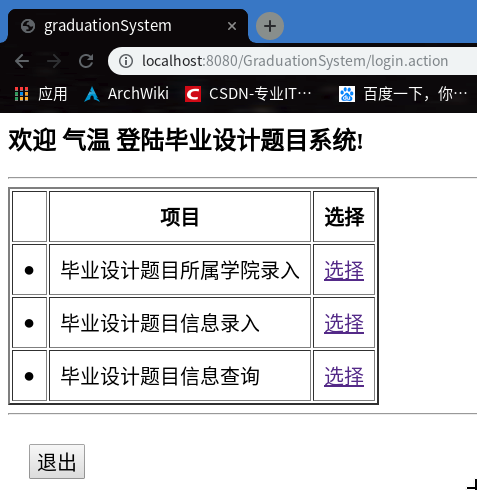 graduationSystem
localhost:8080/GraduationSystem/login.action
应用 ArchWiki CSDN-专业IT… 百度一下，你…
欢迎 气温 登陆毕业设计题目系统!
项目 选择
毕业设计题目所属学院录入 选择
毕业设计题目信息录入 选择
毕业设计题目信息查询 选择
退出